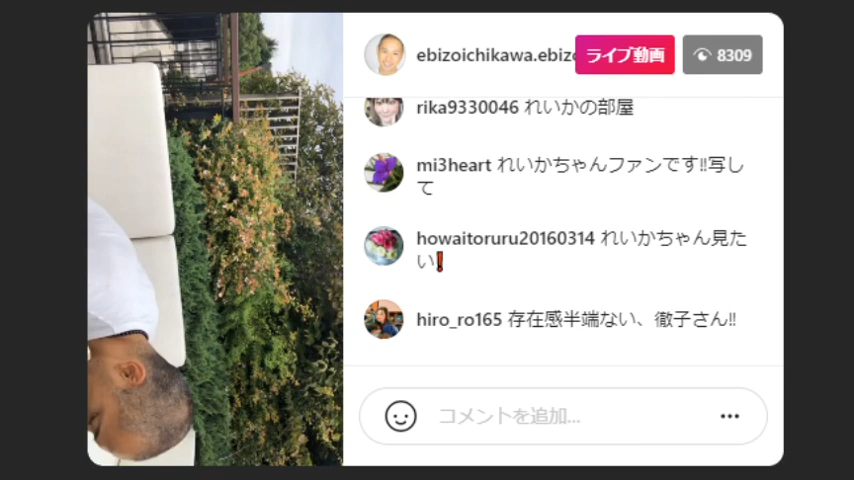 ebizoichikawa.ebizo
ライブ動画
8309
rika9330046 れいかの部屋
mi3heart れいかちゃんファンです‼写し
て
howaitoruru20160314 れいかちゃん見た
い❗
hiro_ro165 存在感半端ない、徹子さん‼
コメントを追加...